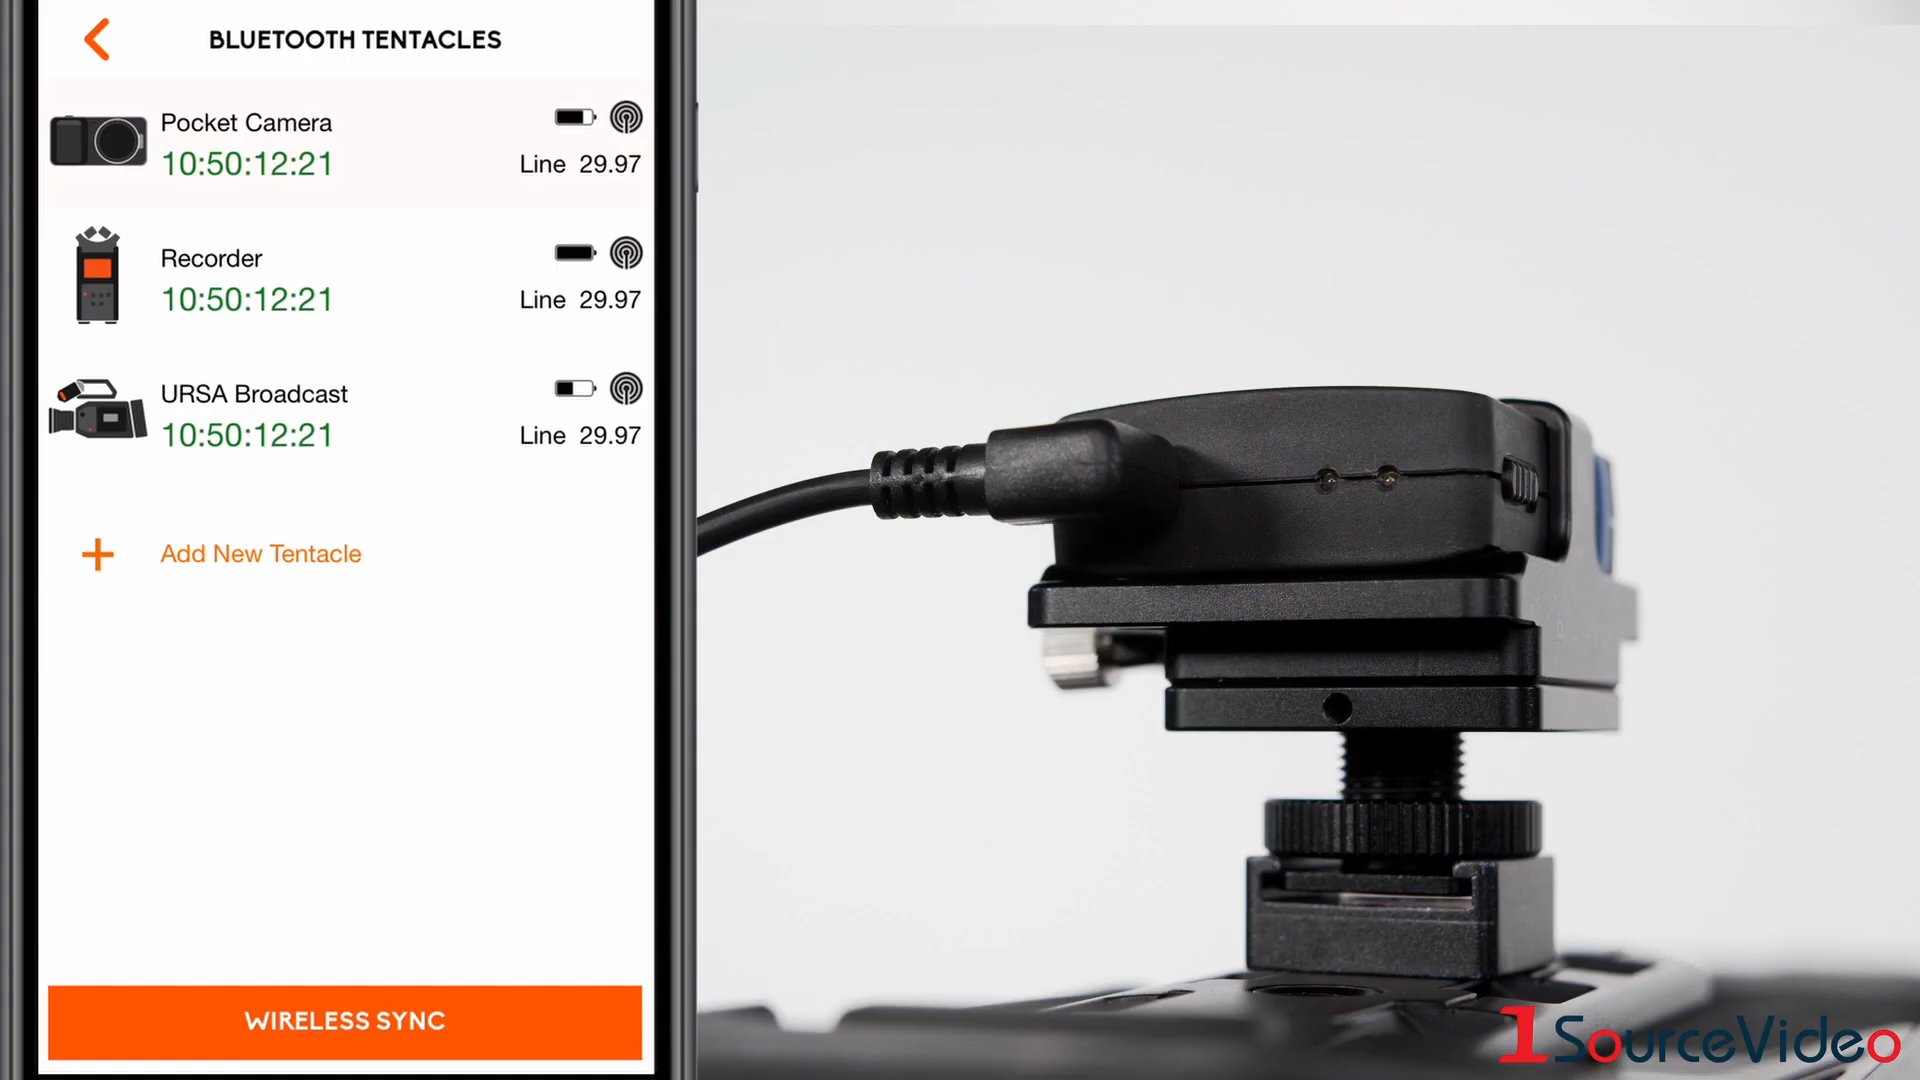 BLUETOOTH TENTACLES
Pocket Camera
10:50:12:21
Line 29.97
Recorder
10:50:12:21
Line 29.97
URSA Broadcast
10:50:12:21
Line 29.97
+ Add New Tentacle
WIRELESS SYNC
1SourceVideo